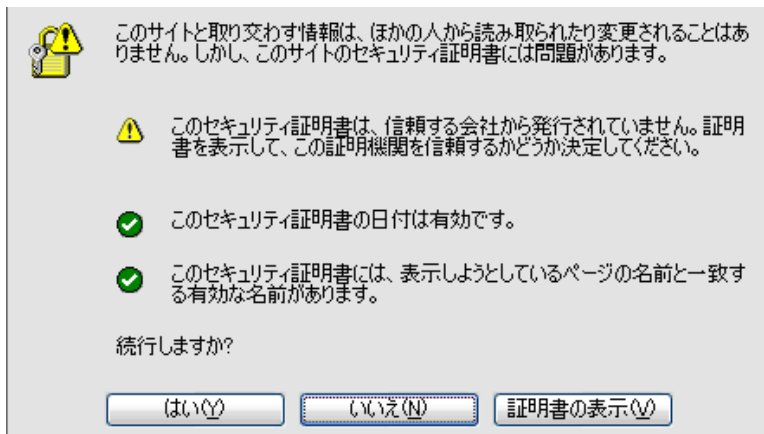 このサイトと取り交わす情報は、ほかの人から読み取られたり変更されることはあ
りません。しかし、このサイトのセキュリティ証明書には問題があります。
このセキュリティ証明書は、信頼する会社から発行されていません。証明
書を表示して、この証明機関を信頼するかどうか決定してください。
このセキュリティ証明書の日付は有効です。
このセキュリティ証明書には、表示しようとしているページの名前と一致す
る有効な名前があります。
続行しますか?
はい(Y) いいえ(N) 証明書の表示(V)